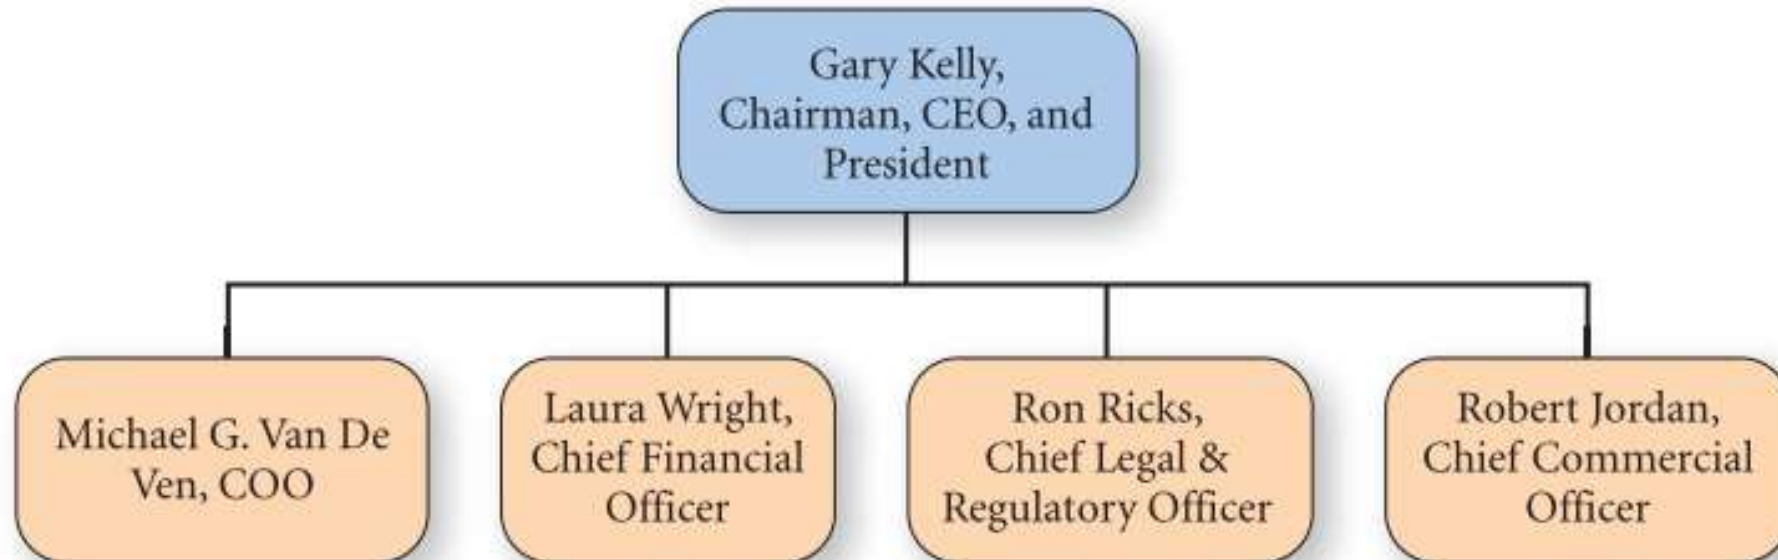 Gary Kelly,
Chairman, CEO, and
President
Michael G. Van De
Ven, COO
Laura Wright,
Chief Financial
Officer
Ron Ricks,
Chief Legal &
Regulatory Officer
Robert Jordan,
Chief Commercial
Officer